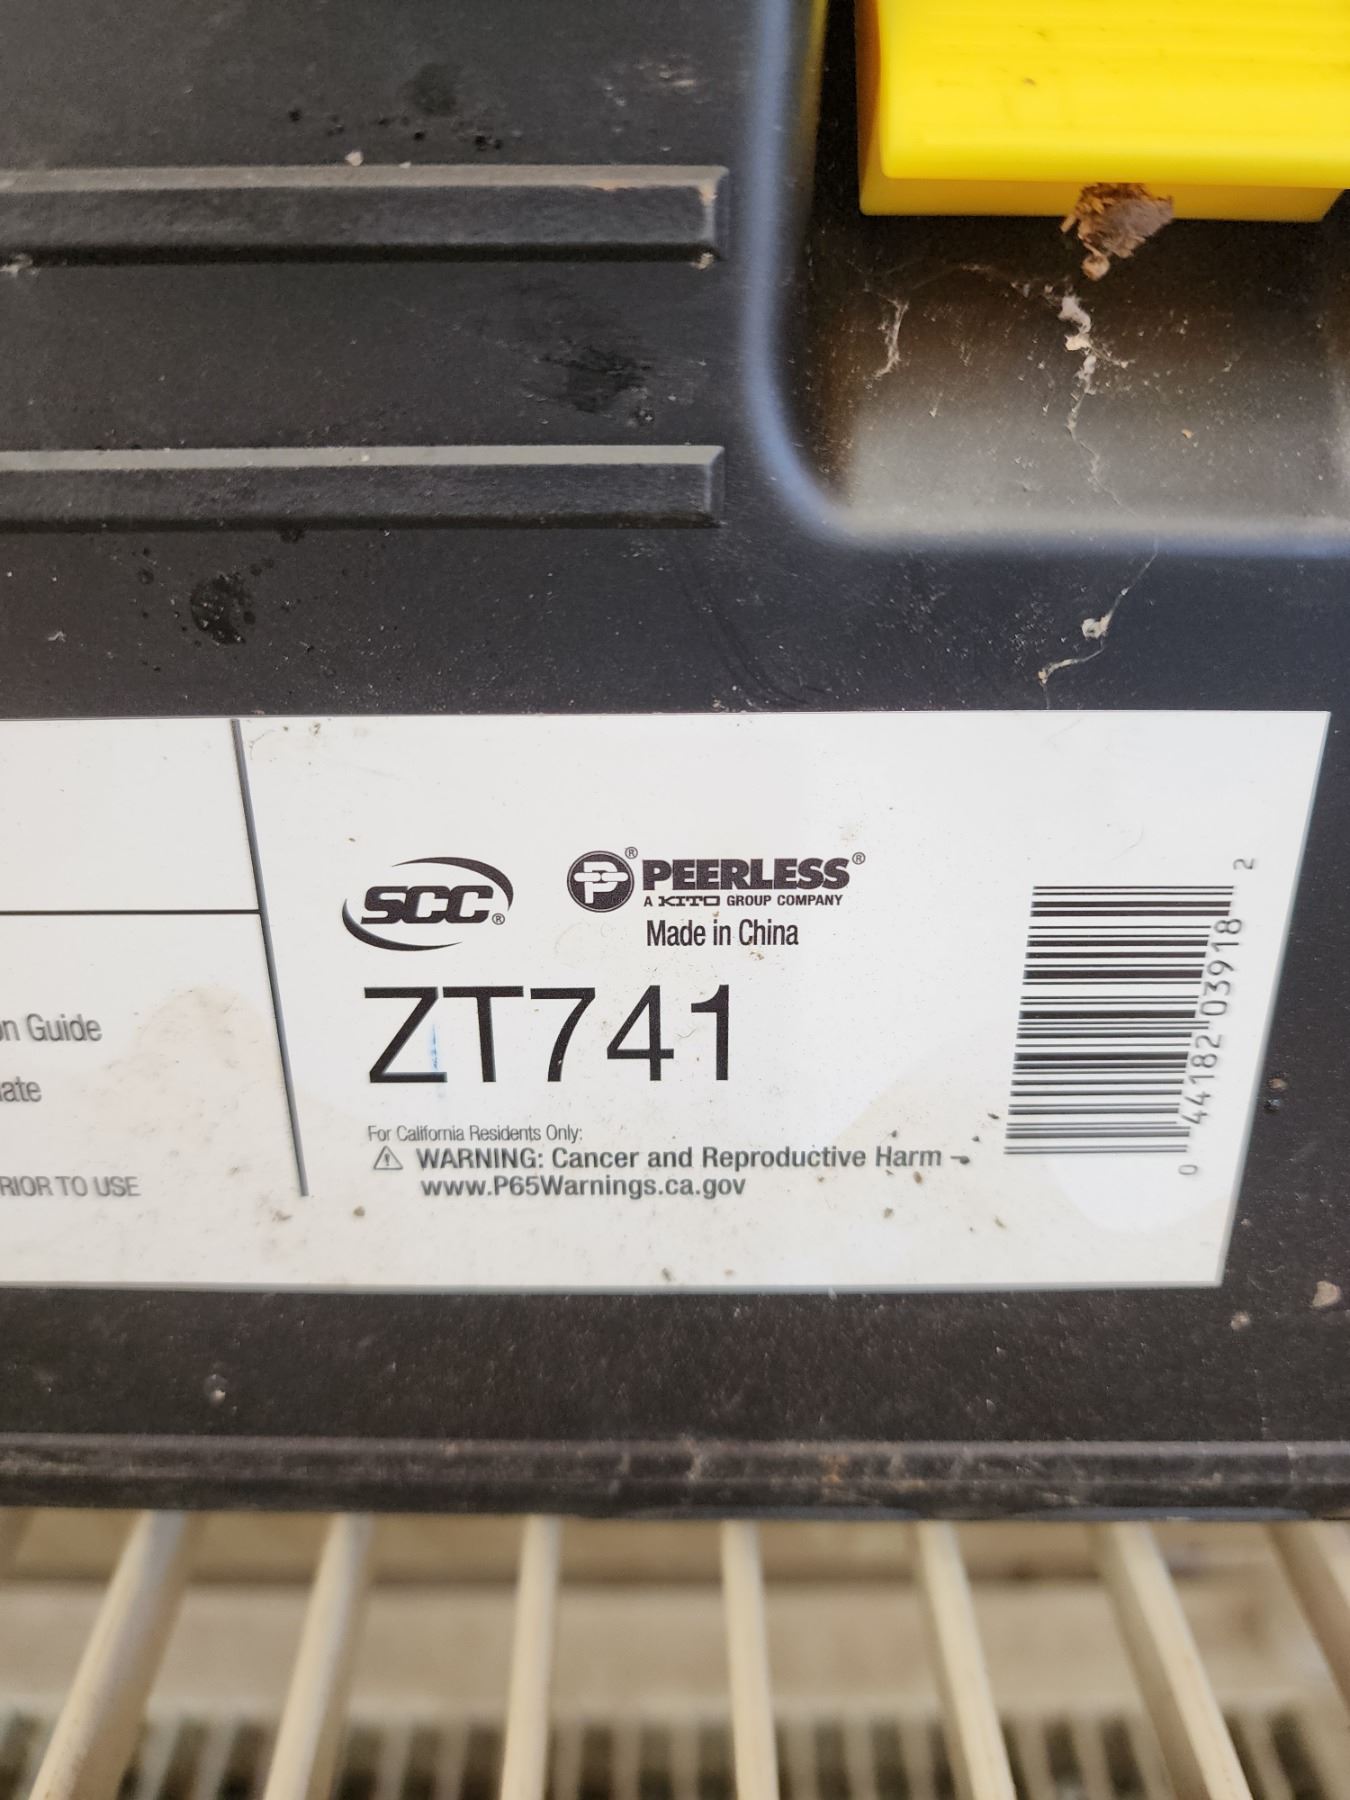 on Guide
ate
RIOR TO USE
SCC®
P® PEERLESS®
A KITO GROUP COMPANY
Made in China
ZT741
For California Residents Only:
⚠ WARNING: Cancer and Reproductive Harm -
www.P65Warnings.ca.gov
0 44182 03918 2